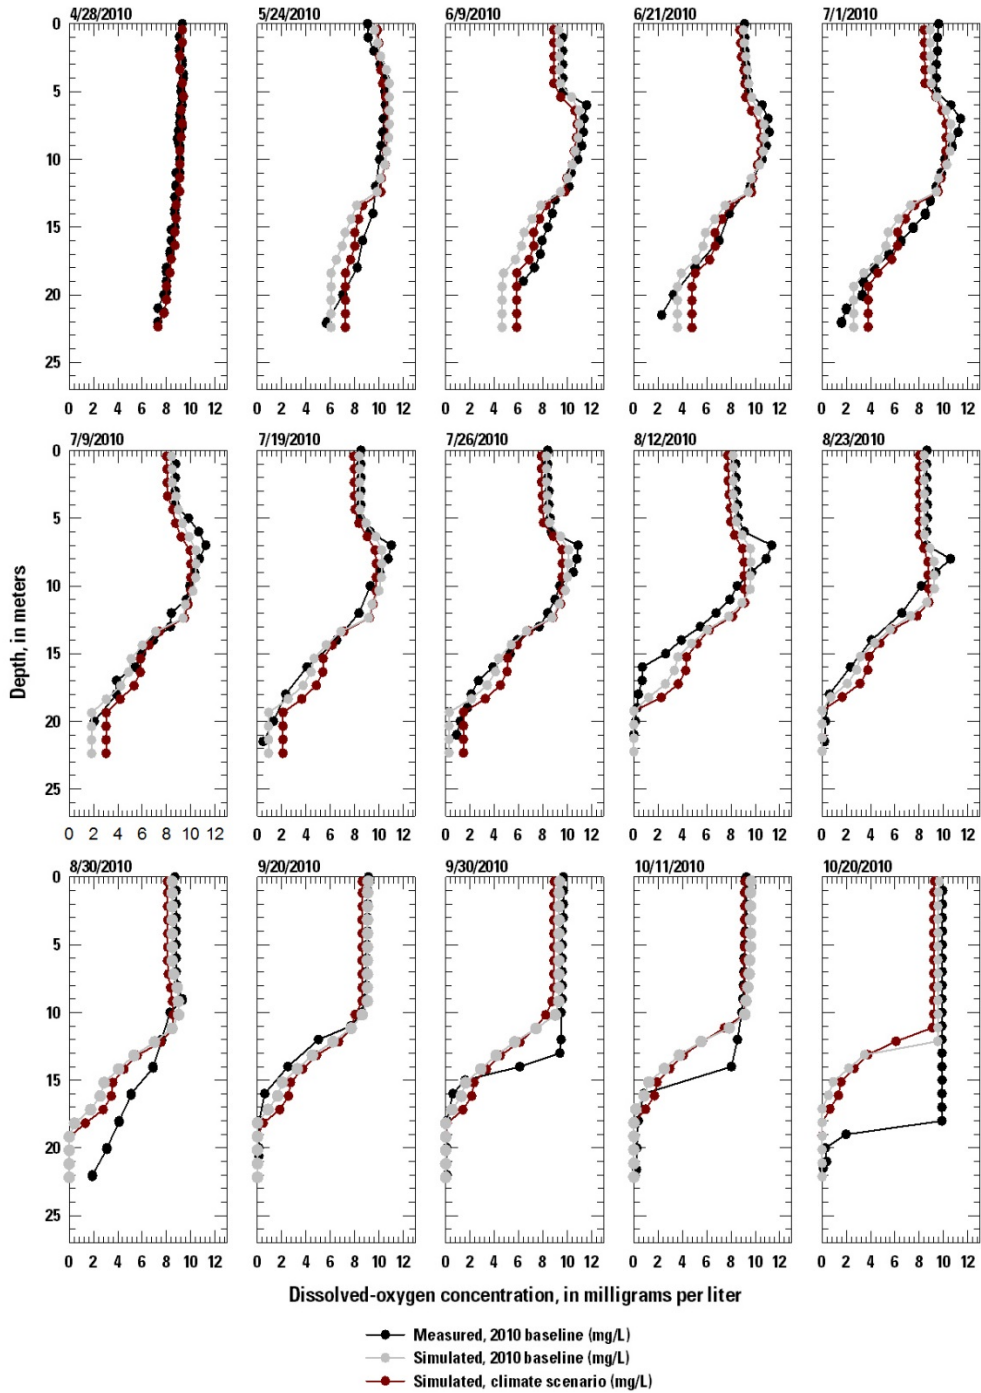 4/28/2010 5/24/2010 6/9/2010 6/21/2010 7/1/2010
0
5
10
15
20
25
0 2 4 6 8 10 12 0 2 4 6 8 10 12 0 2 4 6 8 10 12 0 2 4 6 8 10 12 0 2 4 6 8 10 12
7/9/2010 7/19/2010 7/26/2010 8/12/2010 8/23/2010
0
5
10
15
20
25
Depth, in meters
0 2 4 6 8 10 12 0 2 4 6 8 10 12 0 2 4 6 8 10 12 0 2 4 6 8 10 12 0 2 4 6 8 10 12
8/30/2010 9/20/2010 9/30/2010 10/11/2010 10/20/2010
0
5
10
15
20
25
0 2 4 6 8 10 12 0 2 4 6 8 10 12 0 2 4 6 8 10 12 0 2 4 6 8 10 12 0 2 4 6 8 10 12
Dissolved-oxygen concentration, in milligrams per liter
Measured, 2010 baseline (mg/L)
Simulated, 2010 baseline (mg/L)
Simulated, climate scenario (mg/L)